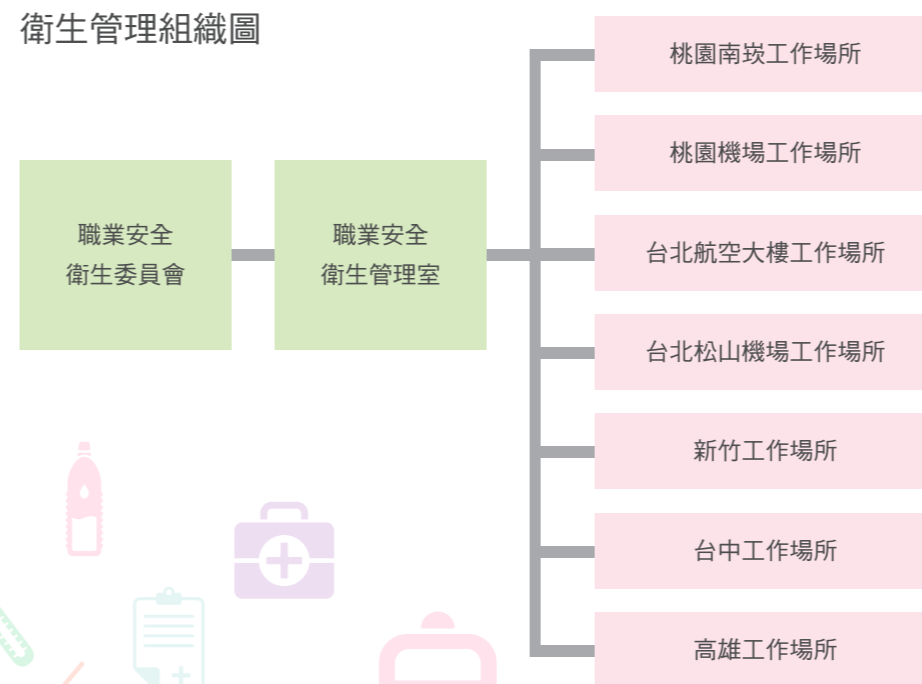 衛生管理組織圖
職業安全
衛生委員會
職業安全
衛生管理室
桃園南崁工作場所
桃園機場工作場所
台北航空大樓工作場所
台北松山機場工作場所
新竹工作場所
台中工作場所
高雄工作場所